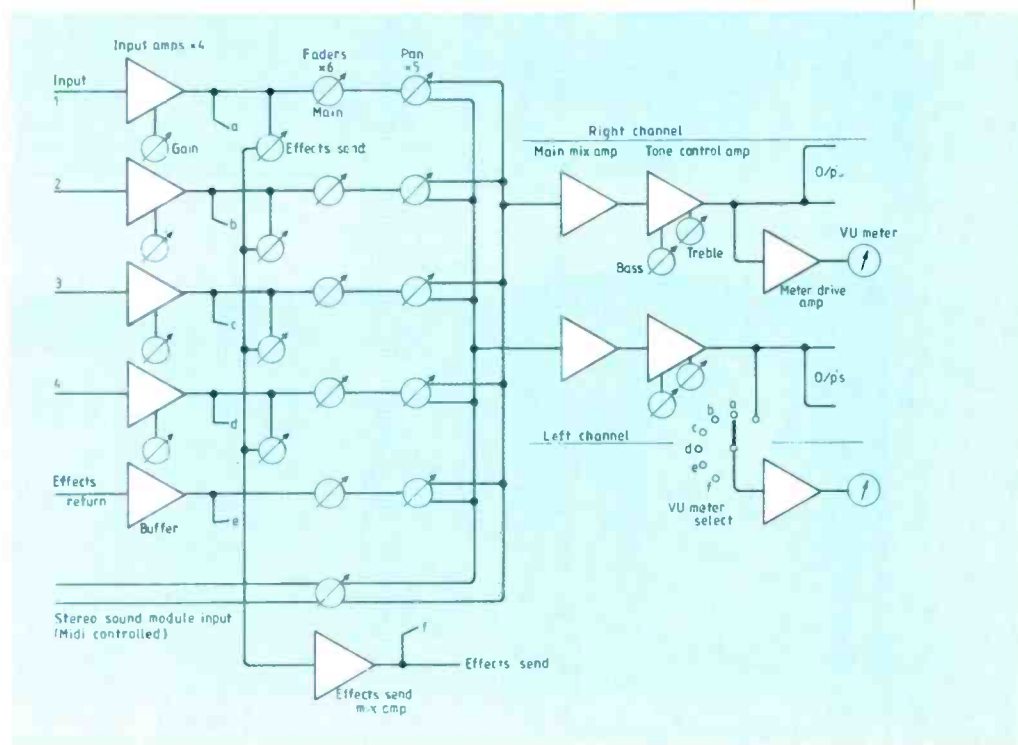 Input amps ×4
Faders
×6
Pan
×5
Input
1
Main
a
Gain
Effects send
Right channel
Main mix amp
Tone control amp
O/p's
2
b
VU meter
Bass
Treble
Meter drive
amp
3
c
4
d
O/p's
a
b
c
d
e
f
Left channel
VU meter
select
Effects
return
Buffer
e
Stereo sound module input
(Midi controlled)
f
Effects send
Effects send
mix amp